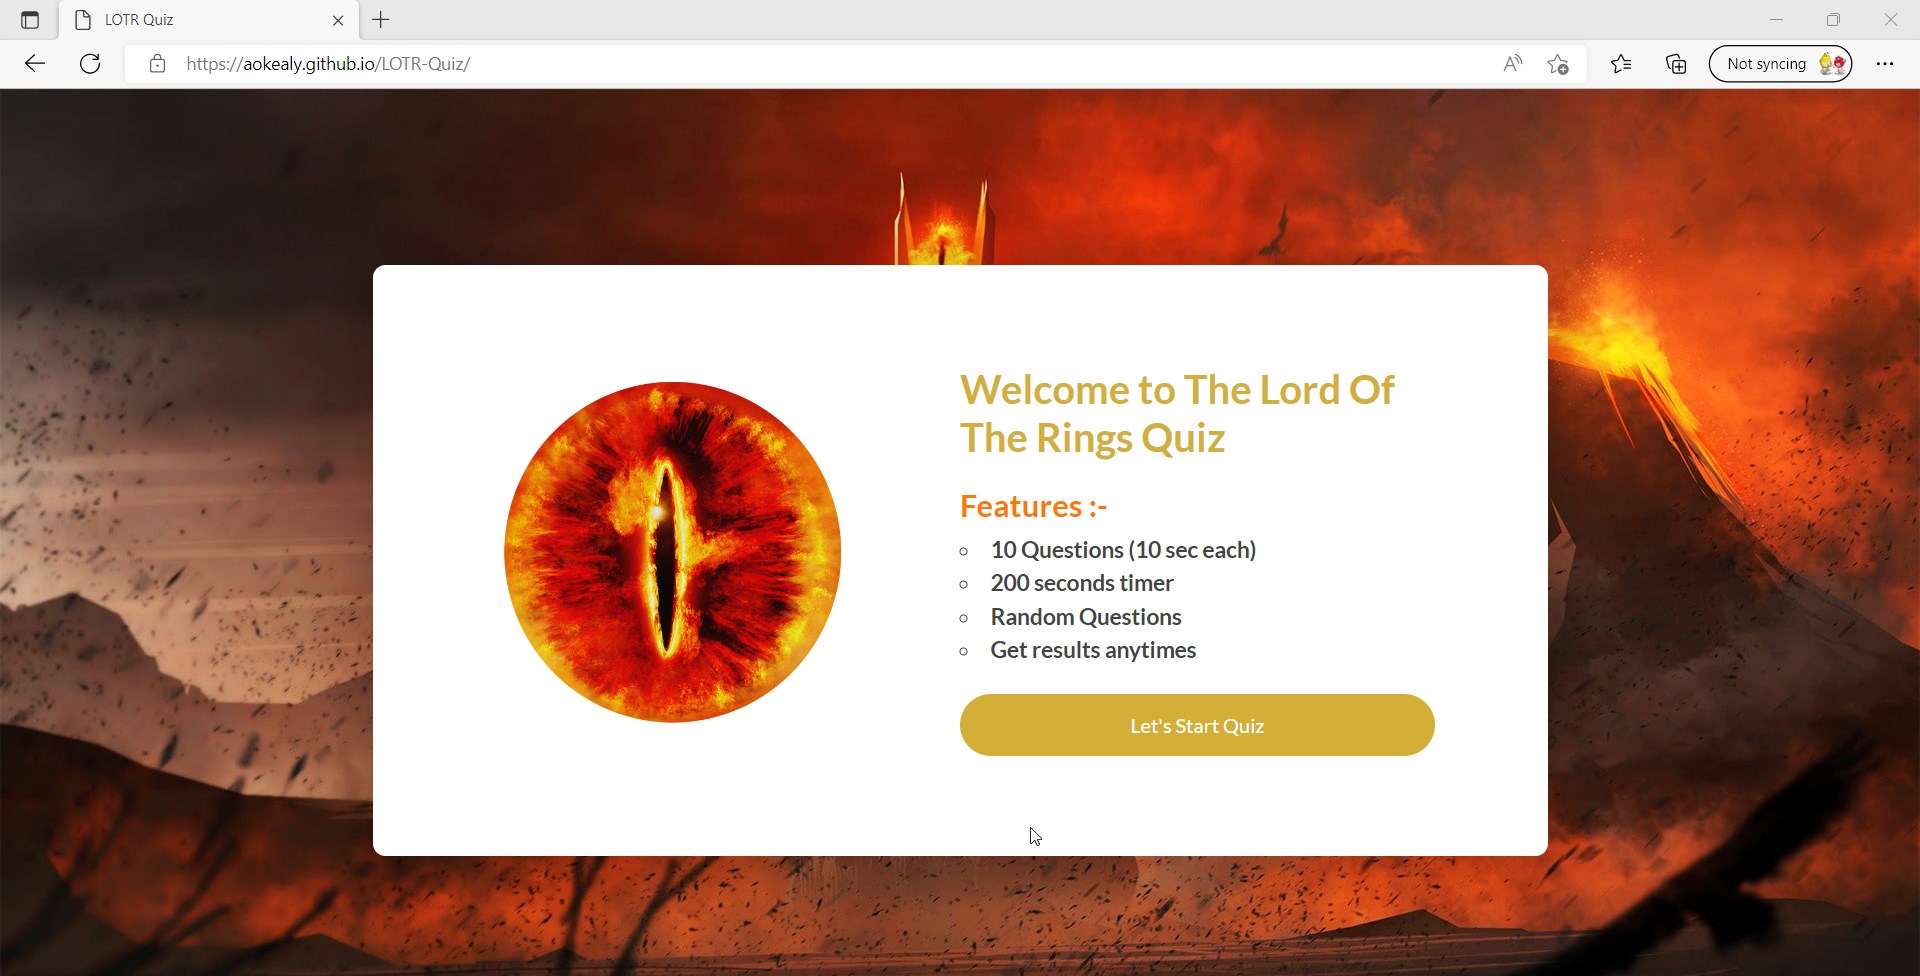 LOTR Quiz
https://aokealy.github.io/LOTR-Quiz/
Not syncing
Welcome to The Lord Of
The Rings Quiz
Features :-
10 Questions (10 sec each)
200 seconds timer
Random Questions
Get results anytimes
Let's Start Quiz